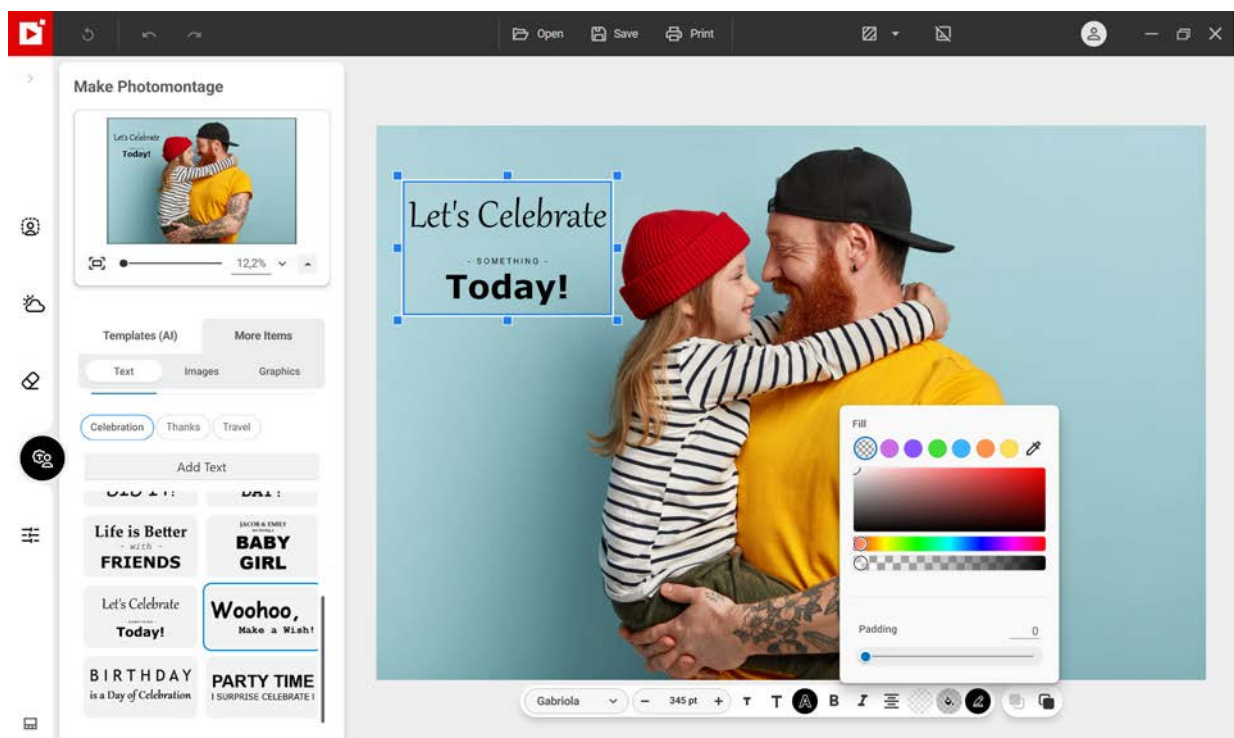 Open Save Print
Make Photomontage
Let's Celebrate
Today!
12,2%
Templates (AI) More Items
Text Images Graphics
Celebration Thanks Travel
Add Text
Life is Better
- with -
FRIENDS
JACOB & EMILY
BABY
GIRL
Let's Celebrate
Today!
Woohoo,
Make a Wish!
BIRTHDAY
is a Day of Celebration
PARTY TIME
SURPRISE CELEBRATE
Let's Celebrate
- SOMETHING -
Today!
Fill
Padding 0
Gabriola - 345 pt + T T A B I